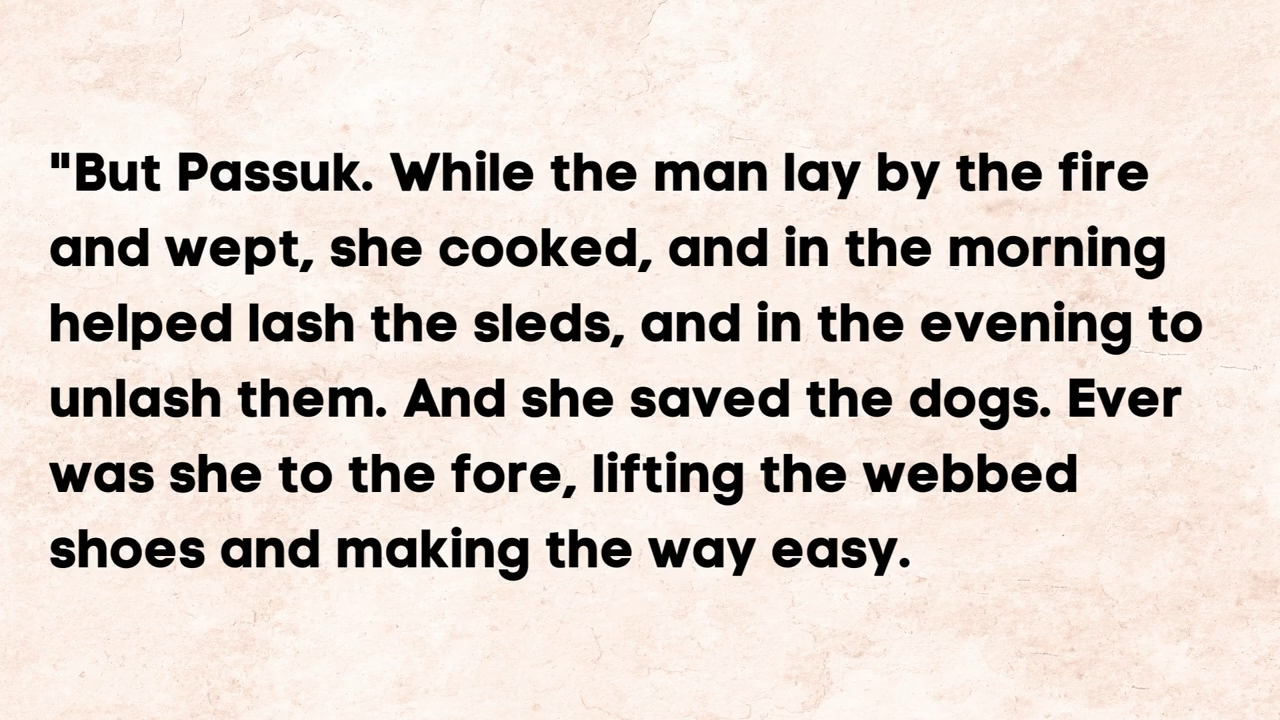 "But Passuk. While the man lay by the fire
and wept, she cooked, and in the morning
helped lash the sleds, and in the evening to
unlash them. And she saved the dogs. Ever
was she to the fore, lifting the webbed
shoes and making the way easy.